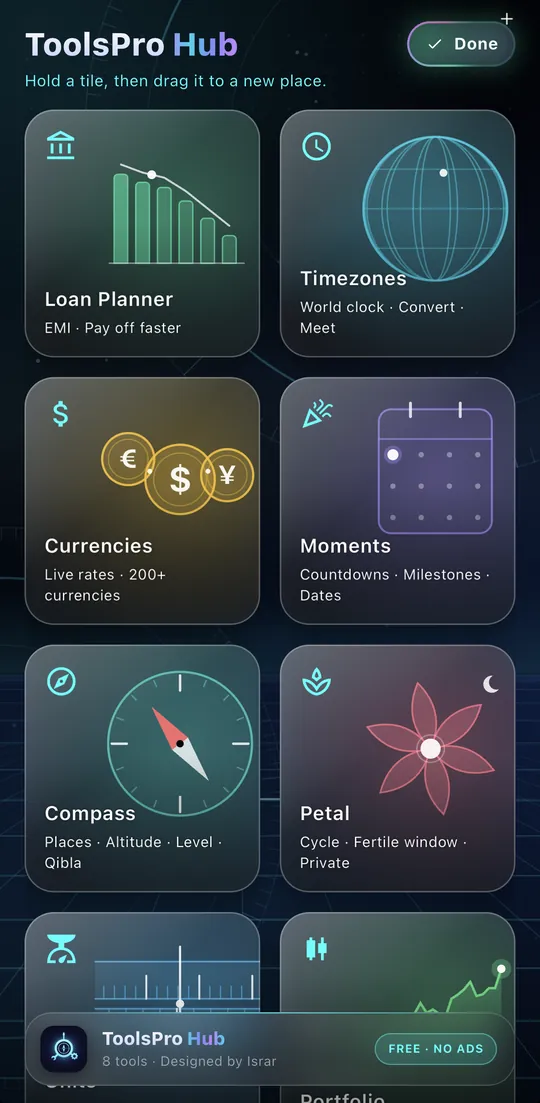 ToolsPro Hub
Done
Hold a tile, then drag it to a new place.
Loan Planner
EMI · Pay off faster
Timezones
World clock · Convert ·
Meet
€
$
¥
Currencies
Live rates · 200+
currencies
Moments
Countdowns · Milestones ·
Dates
Compass
Places · Altitude · Level ·
Qibla
Petal
Cycle · Fertile window ·
Private
ToolsPro Hub
8 tools · Designed by Israr
FREE · NO ADS
Units
Portfolio